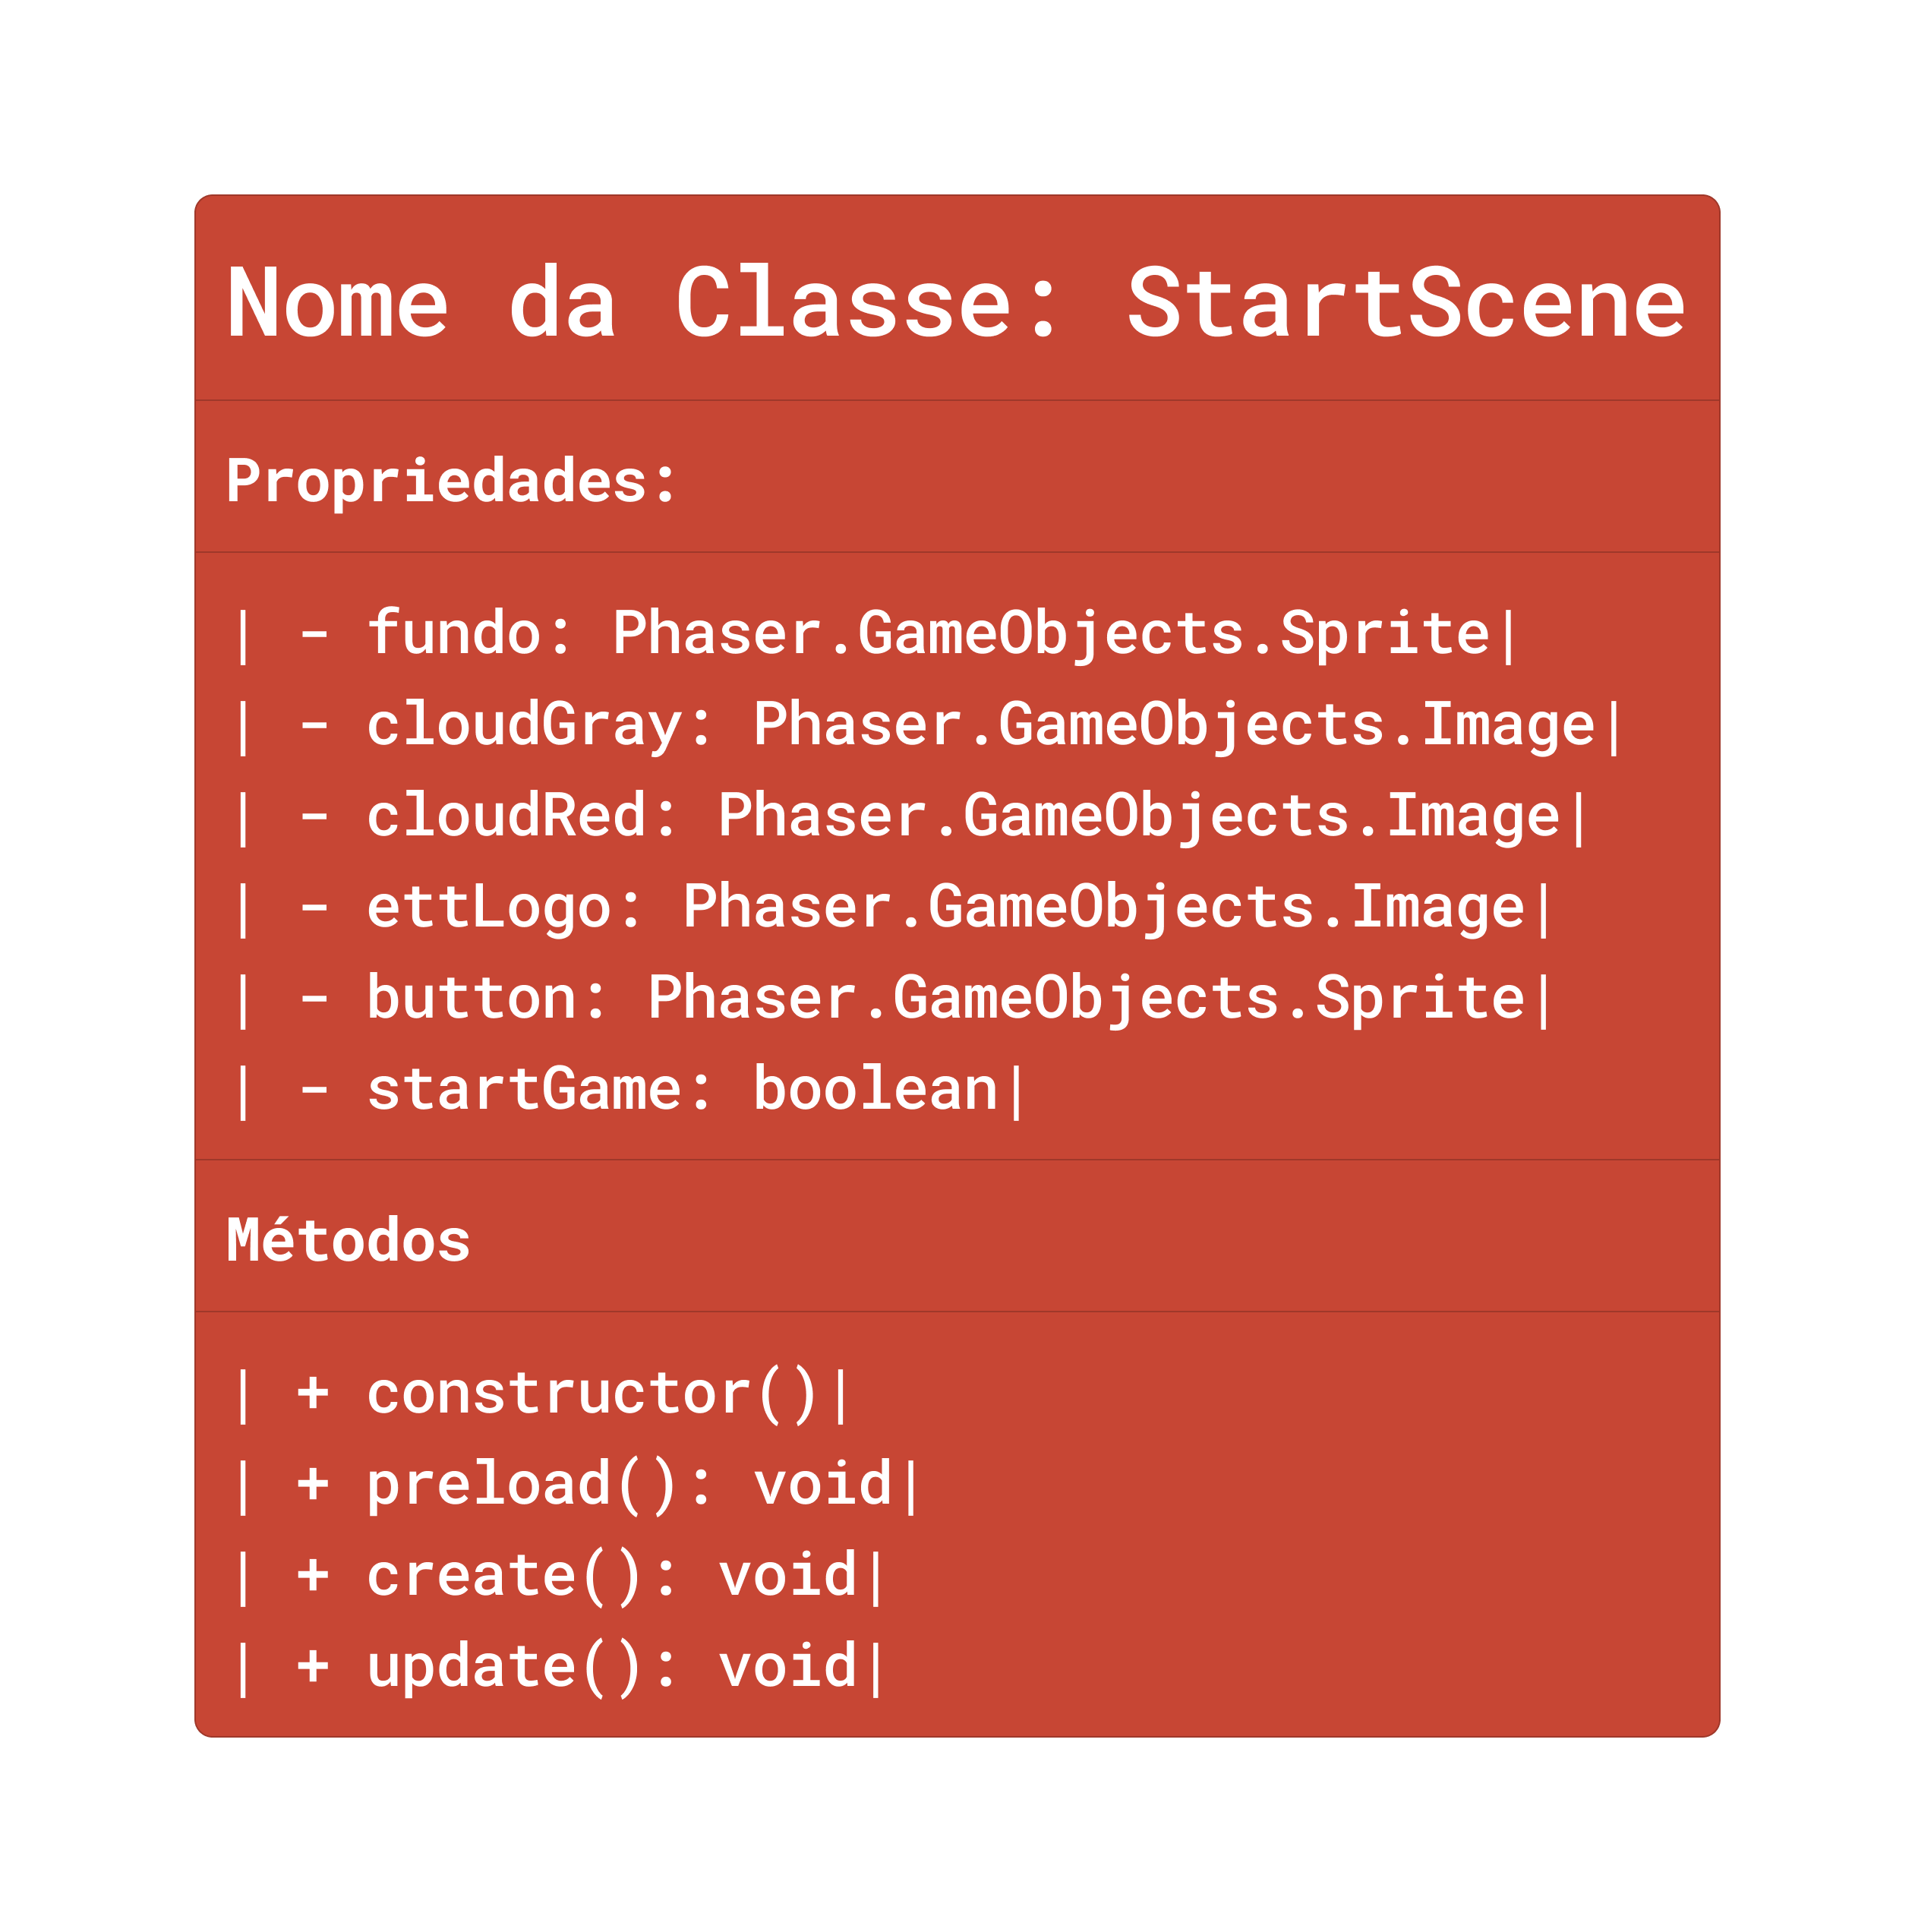 Nome da Classe: StartScene
Propriedades:
| - fundo: Phaser.GameObjects.Sprite|
| - cloudGray: Phaser.GameObjects.Image|
| - cloudRed: Phaser.GameObjects.Image|
| - ettLogo: Phaser.GameObjects.Image|
| - button: Phaser.GameObjects.Sprite|
| - startGame: boolean|
Métodos
| + constructor()|
| + preload(): void|
| + create(): void|
| + update(): void|